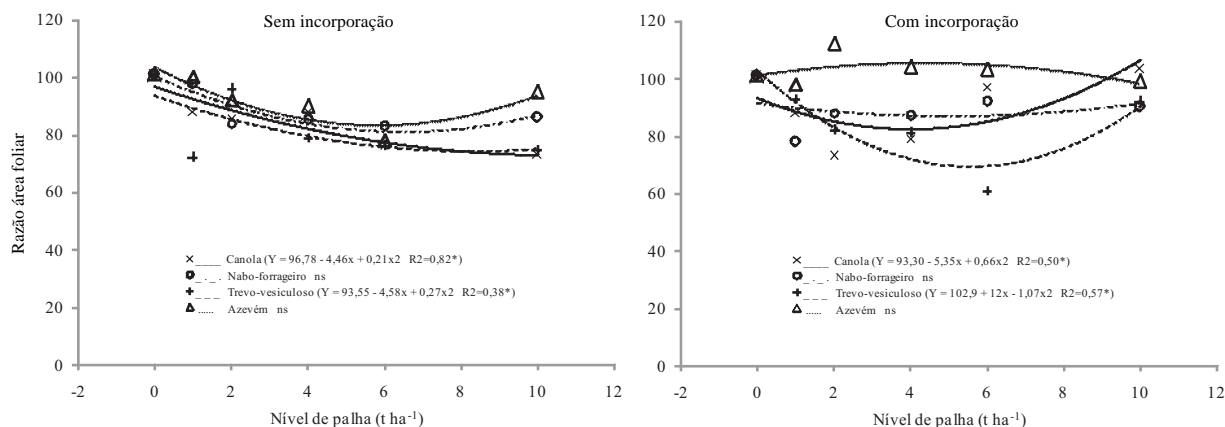 Sem incorporação
120
100
80
60
40
20
0
Razão área foliar
× ____ Canola (Y = 96,78 - 4,46x + 0,21x2 R2=0,82*)
_._._ Nabo-forrageiro ns
+ _ _ _ Trevo-vesiculoso (Y = 93,55 - 4,58x + 0,27x2 R2=0,38*)
Δ ...... Azevém ns
-2 0 2 4 6 8 10 12
Nível de palha (t ha-1)
Com incorporação
120
100
80
60
40
20
0
× ____ Canola (Y = 93,30 - 5,35x + 0,66x2 R2=0,50*)
_._._ Nabo-forrageiro ns
+ _ _ _ Trevo-vesiculoso (Y = 102,9 + 12x - 1,07x2 R2=0,57*)
Δ ...... Azevém ns
-2 0 2 4 6 8 10 12
Nível de palha (t ha-1)